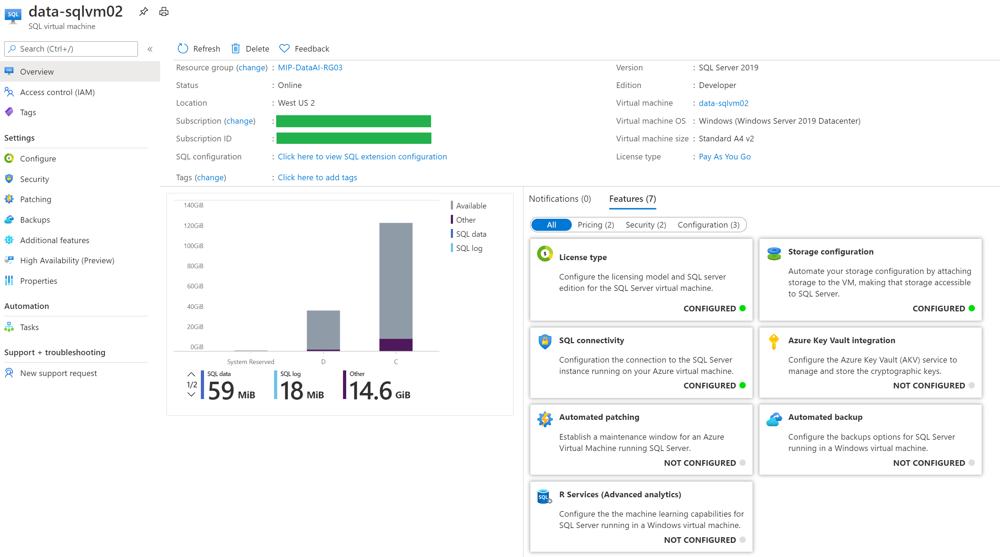 SQL
data-sqlvm02
SQL virtual machine
Search (Ctrl+/)
«
Refresh
Delete
Feedback
SQL
Overview
Access control (IAM)
Tags
Settings
Configure
Security
Patching
Backups
Additional features
High Availability (Preview)
Properties
Automation
Tasks
Support + troubleshooting
New support request
Resource group (change) : MIP-DataAI-RG03
Status : Online
Location : West US 2
Subscription (change) :
Subscription ID :
SQL configuration : Click here to view SQL extension configuration
Tags (change) : Click here to add tags
Version : SQL Server 2019
Edition : Developer
Virtual machine : data-sqlvm02
Virtual machine OS : Windows (Windows Server 2019 Datacenter)
Virtual machine size : Standard A4 v2
License type : Pay As You Go
140GiB
120GiB
100GiB
80GiB
60GiB
40GiB
20GiB
0GiB
System Reserved
D
C
Available
Other
SQL data
SQL log
1/2
SQL data
59 MiB
SQL log
18 MiB
Other
14.6 GiB
Notifications (0)
Features (7)
All
Pricing (2)
Security (2)
Configuration (3)
$
License type
Configure the licensing model and SQL server
edition for the SQL Server virtual machine.
CONFIGURED
Storage configuration
Automate your storage configuration by attaching
storage to the VM, making that storage accessible
to SQL Server.
CONFIGURED
SQL connectivity
Configuration the connection to the SQL Server
instance running on your Azure virtual machine.
CONFIGURED
Azure Key Vault integration
Configure the Azure Key Vault (AKV) service to
manage and store the cryptographic keys.
NOT CONFIGURED
Automated patching
Establish a maintenance window for an Azure
Virtual Machine running SQL Server.
NOT CONFIGURED
Automated backup
Configure the backups options for SQL Server
running in a Windows virtual machine.
NOT CONFIGURED
SQL
R Services (Advanced analytics)
Configure the the machine learning capabilities for
SQL Server running in a Windows virtual machine.
NOT CONFIGURED